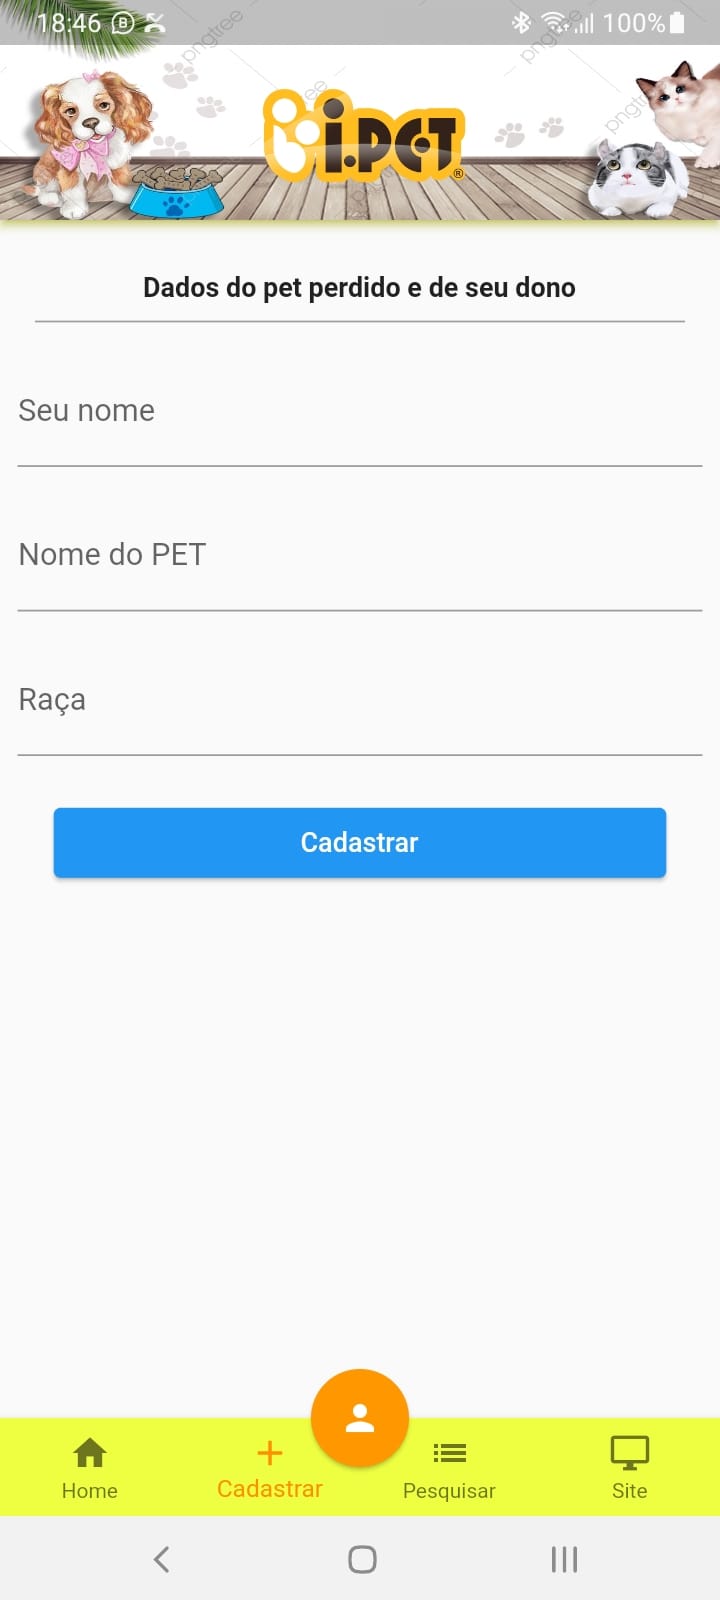 18:46
100%
pngtree
pngtree
i.PET®
Dados do pet perdido e de seu dono
Seu nome
Nome do PET
Raça
Cadastrar
Home
Cadastrar
Pesquisar
Site